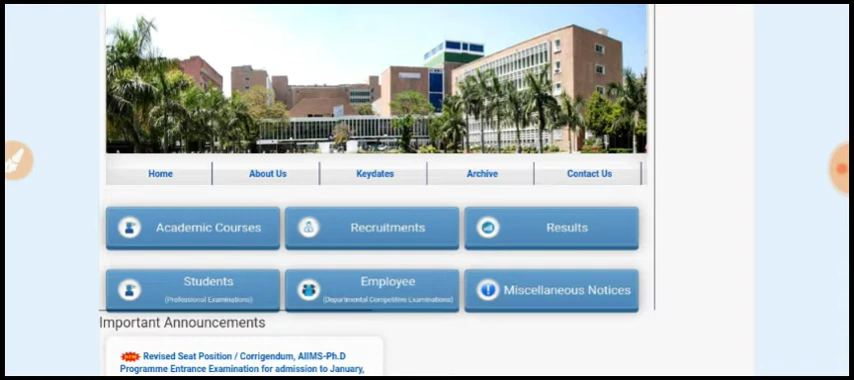 Home About Us Keydates Archive Contact Us
Academic Courses Recruitments Results
Students Employee Miscellaneous Notices
(Professional Examinations) (Departmental Competitive Examinations)
Important Announcements
NEW Revised Seat Position / Corrigendum, AIIMS-Ph.D
Programme Entrance Examination for admission to January,